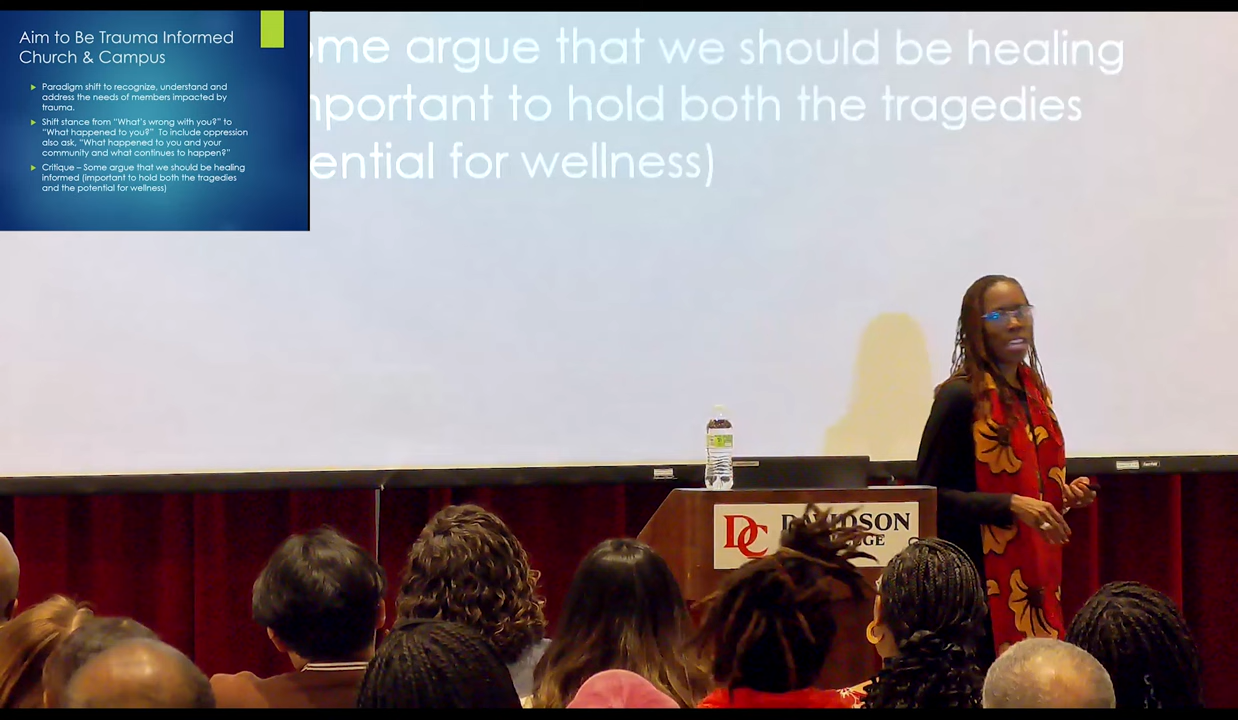 Aim to Be Trauma Informed
Church & Campus
Paradigm shift to recognize, understand and
address the needs of members impacted by
trauma.
Shift stance from "What's wrong with you?" to
"What happened to you?" To include oppression
also ask, "What happened to you and your
community and what continues to happen?"
Critique – Some argue that we should be healing
informed (important to hold both the tragedies
and the potential for wellness)
ome argue that we should be healing
mportant to hold both the tragedies
ential for wellness)
DC
DAVIDSON